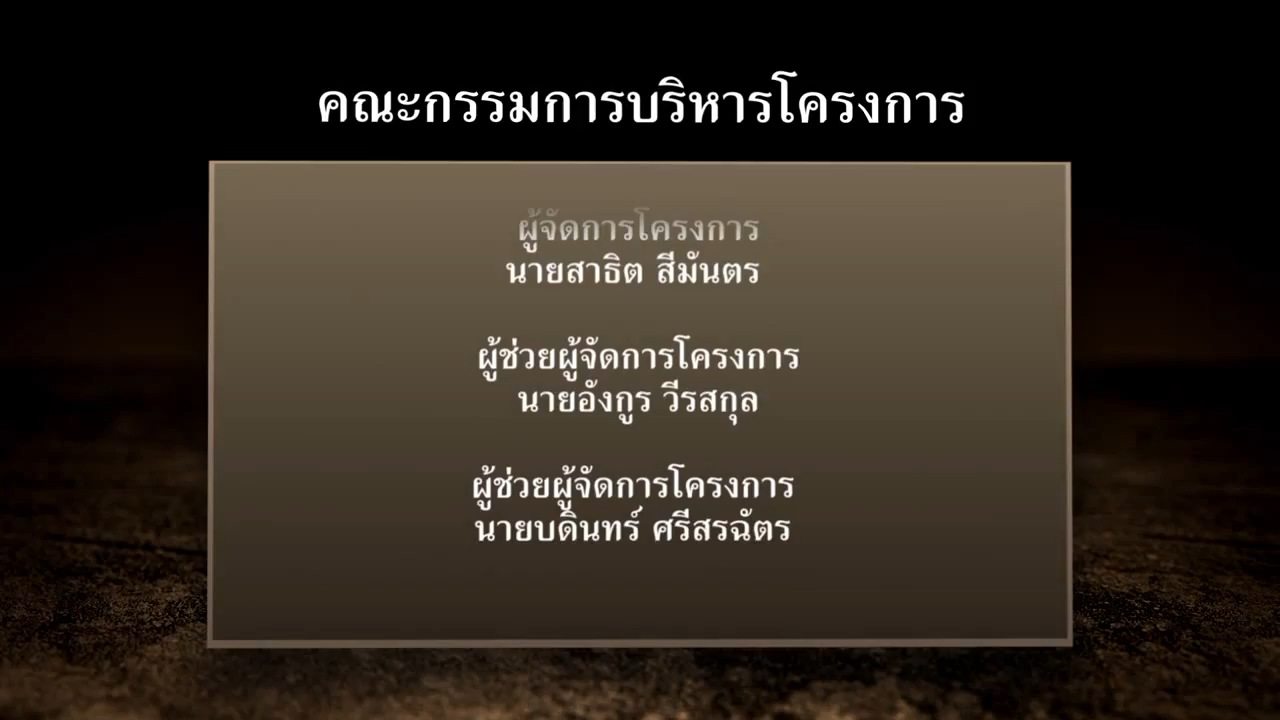 คณะกรรมการบริหารโครงการ
ผู้จัดการโครงการ
นายสาธิต สีมันตร
ผู้ช่วยผู้จัดการโครงการ
นายอังกูร วีรสกุล
ผู้ช่วยผู้จัดการโครงการ
นายบดินทร์ ศรีสรฉัตร